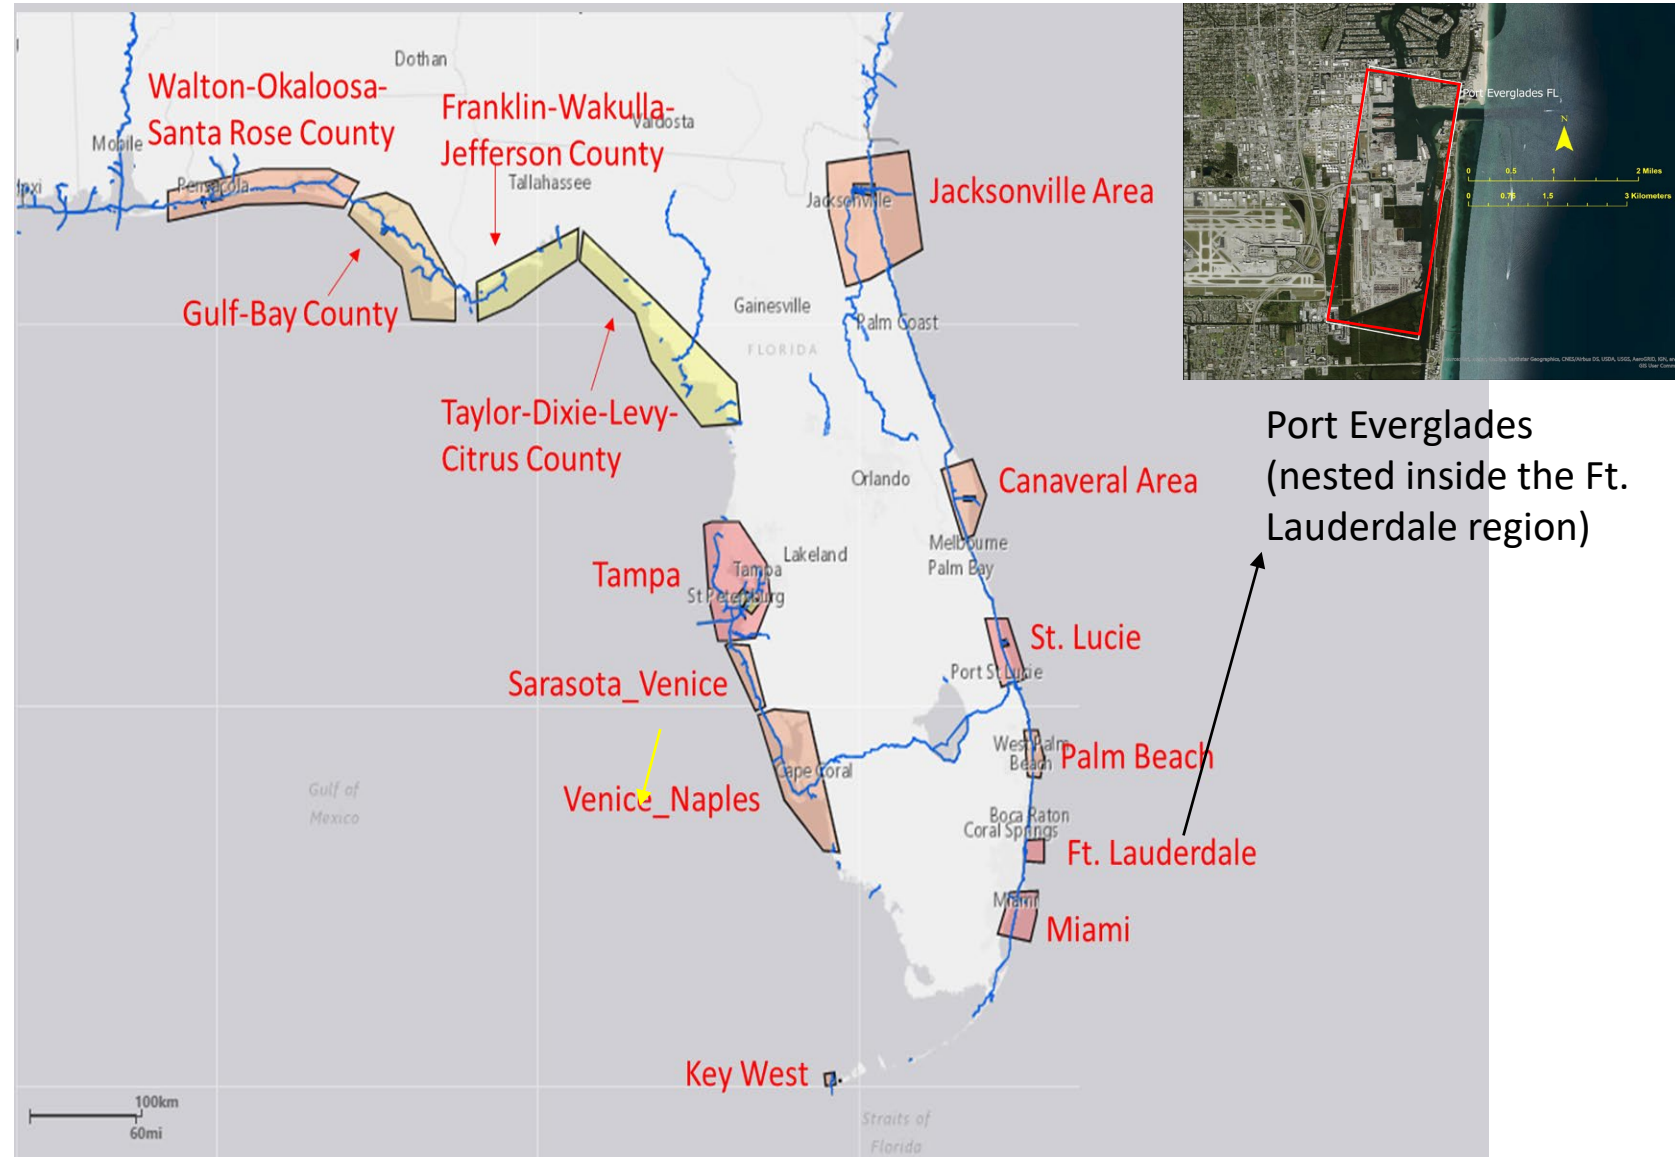 Dothan
Walton-Okaloosa-
Santa Rose County
Franklin-Wakulla-
Jefferson County
Valdosta
Mobile
Pensacola
Tallahassee
Jacksonville
Jacksonville Area
Gulf-Bay County
Gainesville
Palm Coast
FLORIDA
Taylor-Dixie-Levy-
Citrus County
Orlando
Canaveral Area
Melbourne
Palm Bay
Lakeland
Tampa
Tampa
St Petersburg
St. Lucie
Port St Lucie
Sarasota_Venice
West Palm
Beach
Palm Beach
Cape Coral
Venice_Naples
Gulf of
Mexico
Boca Raton
Coral Springs
Ft. Lauderdale
Miami
Miami
Key West
100km
60mi
Straits of
Florida
Port Everglades FL
N
0 0.5 1 2 Miles
0 0.75 1.5 3 Kilometers
Port Everglades
(nested inside the Ft.
Lauderdale region)